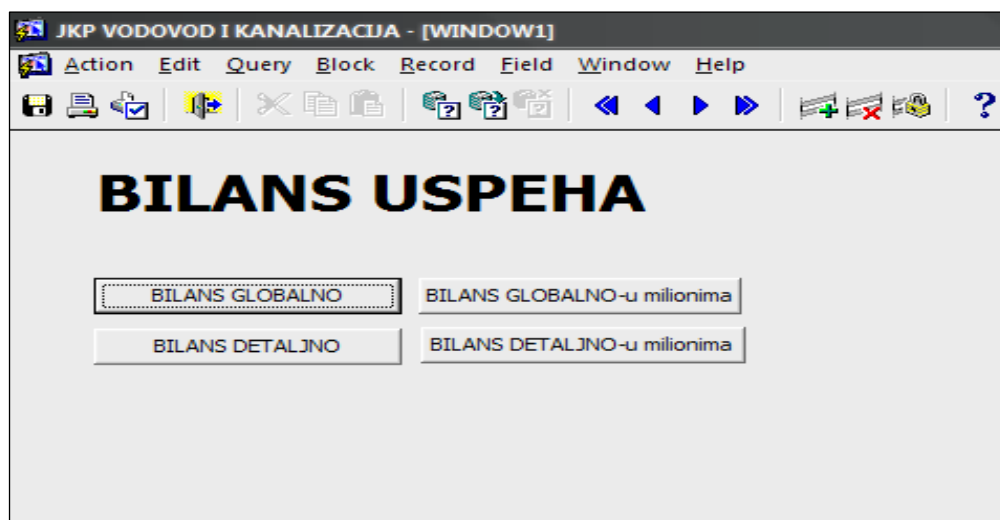 JKP VODOVOD I KANALIZACIJA - [WINDOW1]
Action Edit Query Block Record Field Window Help
BILANS USPEHA
BILANS GLOBALNO BILANS GLOBALNO-u milionima
BILANS DETALJNO BILANS DETALJNO-u milionima